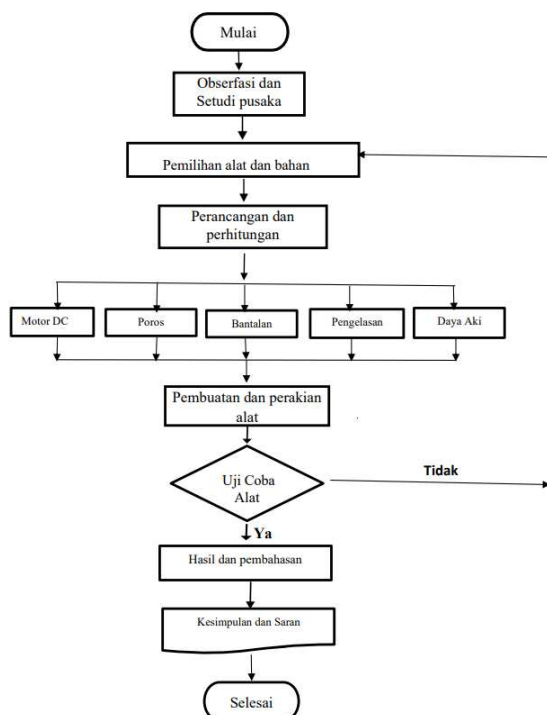 Mulai
Obserfasi dan
Setudi pusaka
Pemilihan alat dan bahan
Perancangan dan
perhitungan
Motor DC
Poros
Bantalan
Pengelasan
Daya Aki
Pembuatan dan perakian
alat
Uji Coba
Alat
Tidak
Ya
Hasil dan pembahasan
Kesimpulan dan Saran
Selesai